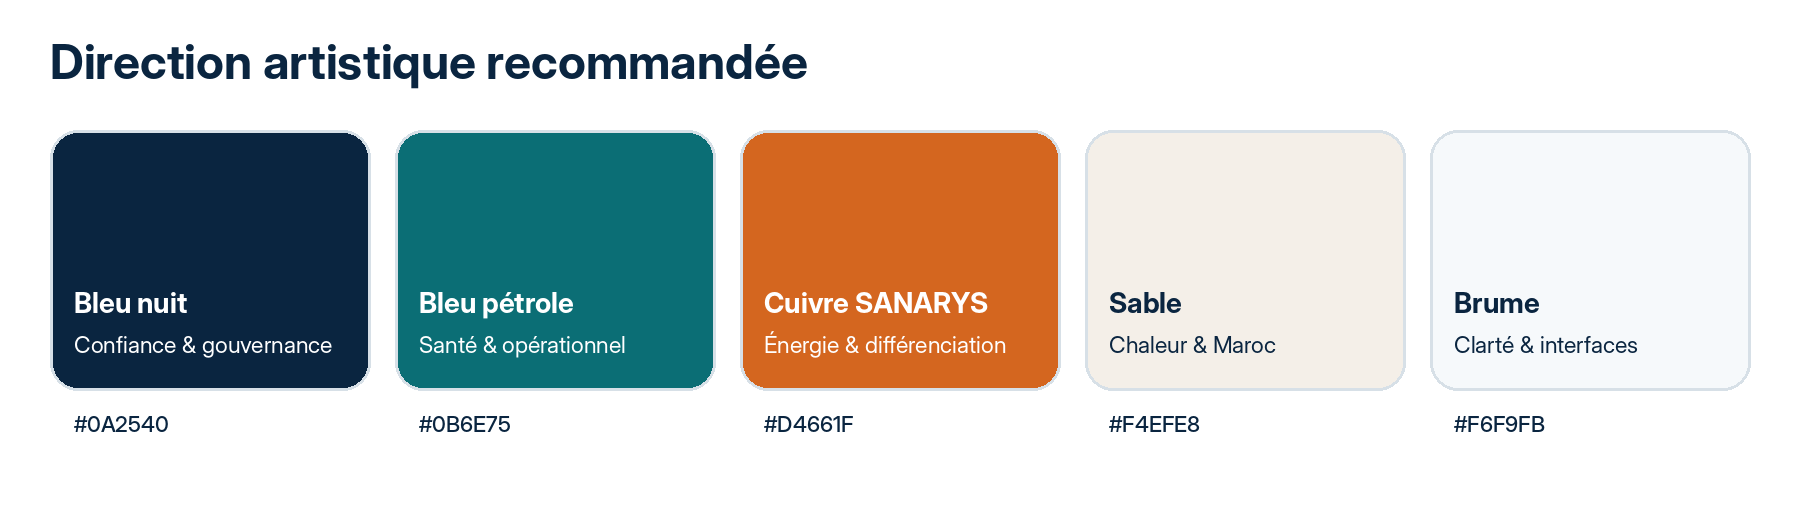 Direction artistique recommandée
Bleu nuit
Confiance & gouvernance
#0A2540
Bleu pétrole
Santé & opérationnel
#0B6E75
Cuivre SANARYS
Énergie & différenciation
#D4661F
Sable
Chaleur & Maroc
#F4EFE8
Brume
Clarté & interfaces
#F6F9FB